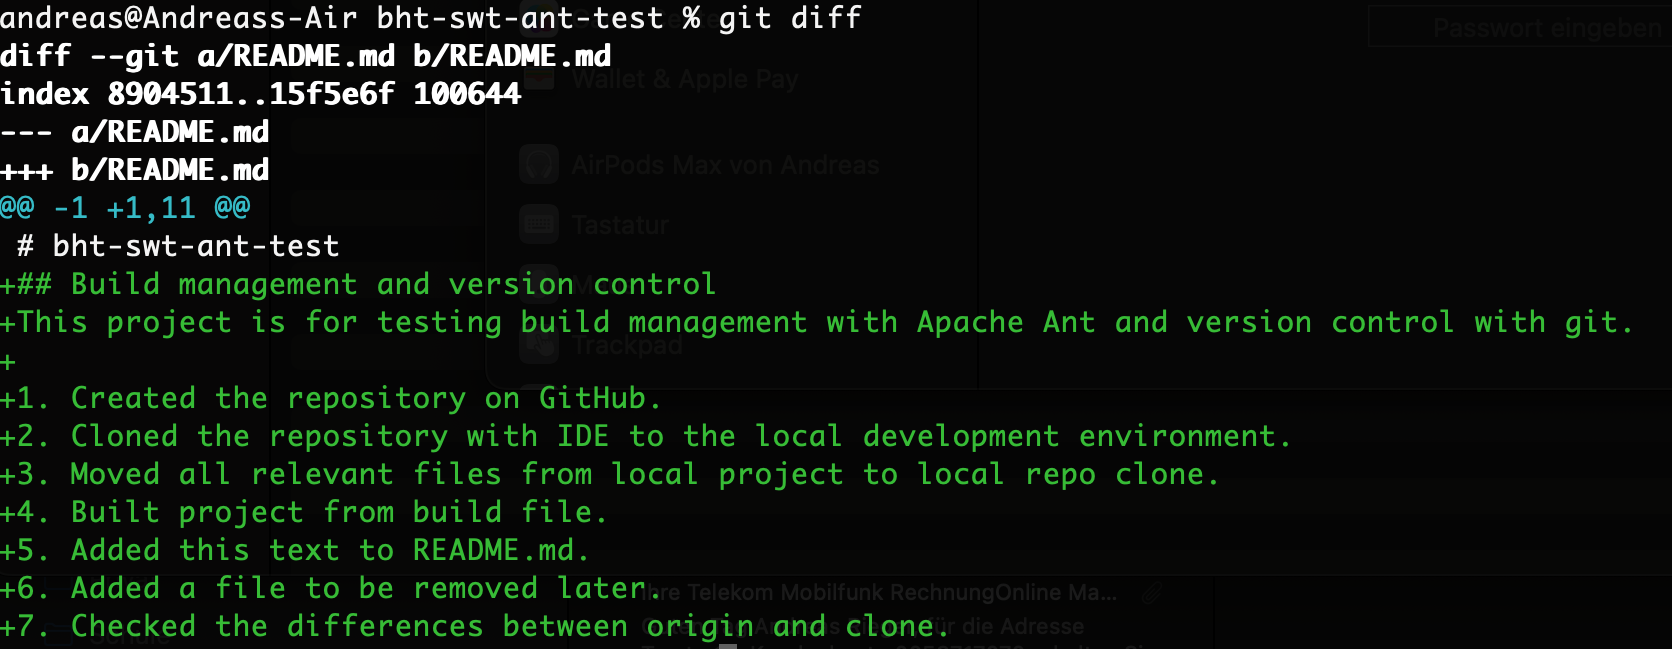 andreas@Andreass-Air bht-swt-ant-test % git diff
Passwort eingeben
diff --git a/README.md b/README.md
Wallet & Apple Pay
index 8904511..15f5e6f 100644
--- a/README.md
AirPods Max von Andreas
+++ b/README.md
@@ -1 +1,11 @@
Tastatur
# bht-swt-ant-test
+## Build management and version control
+This project is for testing build management with Apache Ant and version control with git.
Trackpad
+
+1. Created the repository on GitHub.
+2. Cloned the repository with IDE to the local development environment.
+3. Moved all relevant files from local project to local repo clone.
+4. Built project from build file.
+5. Added this text to README.md.
+6. Added a file to be removed later.
Ihre Telekom Mobilfunk RechnungOnline Ma...
+7. Checked the differences between origin and clone.
für die Adresse